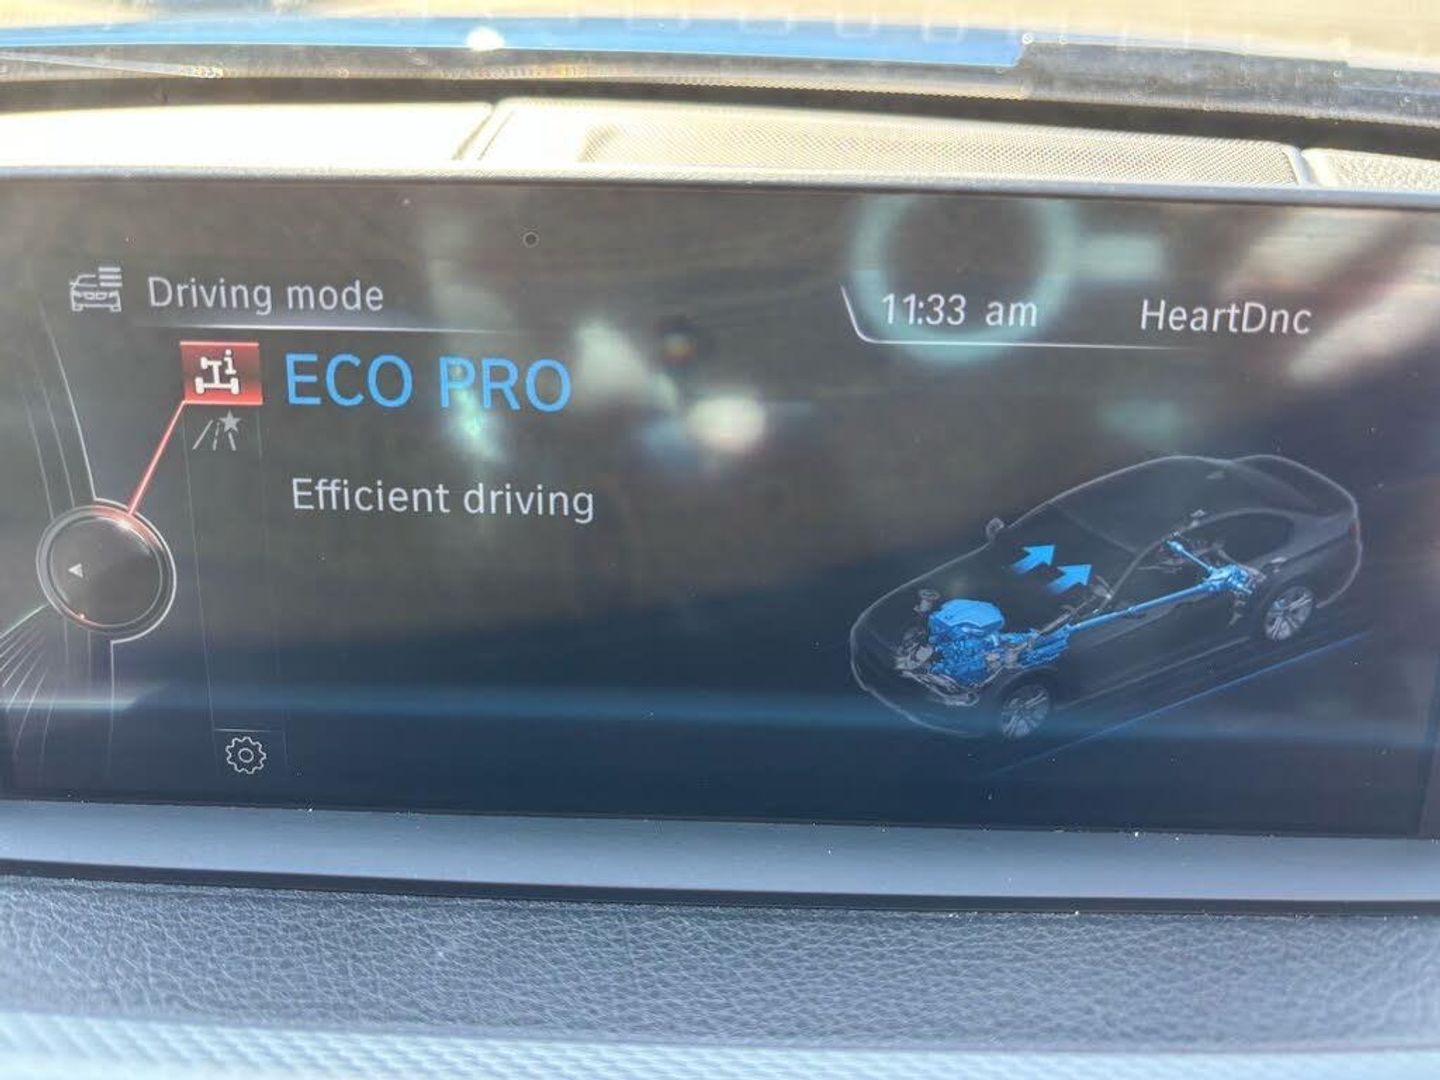 Driving mode
11:33 am HeartDnc
ECO PRO
Efficient driving